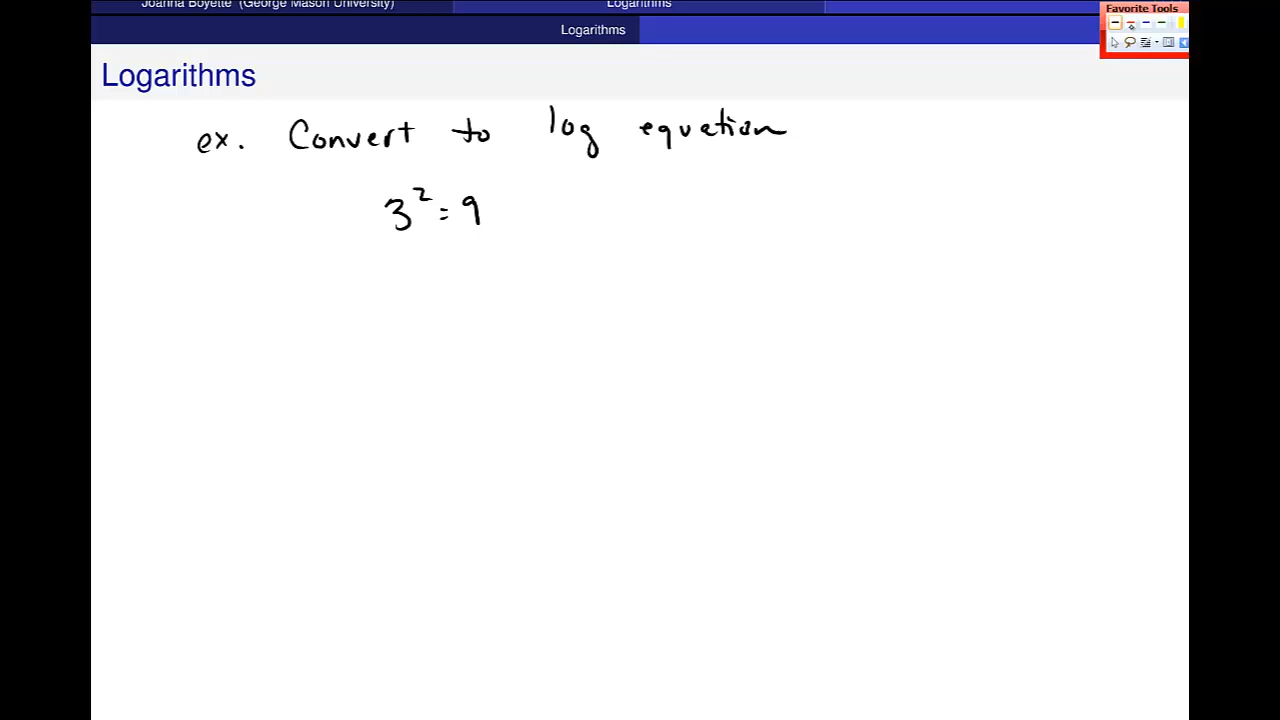 Joanna Boyette (George Mason University) Logarithms
Favorite Tools
Logarithms
Logarithms
ex. Convert to log equation
3² = 9